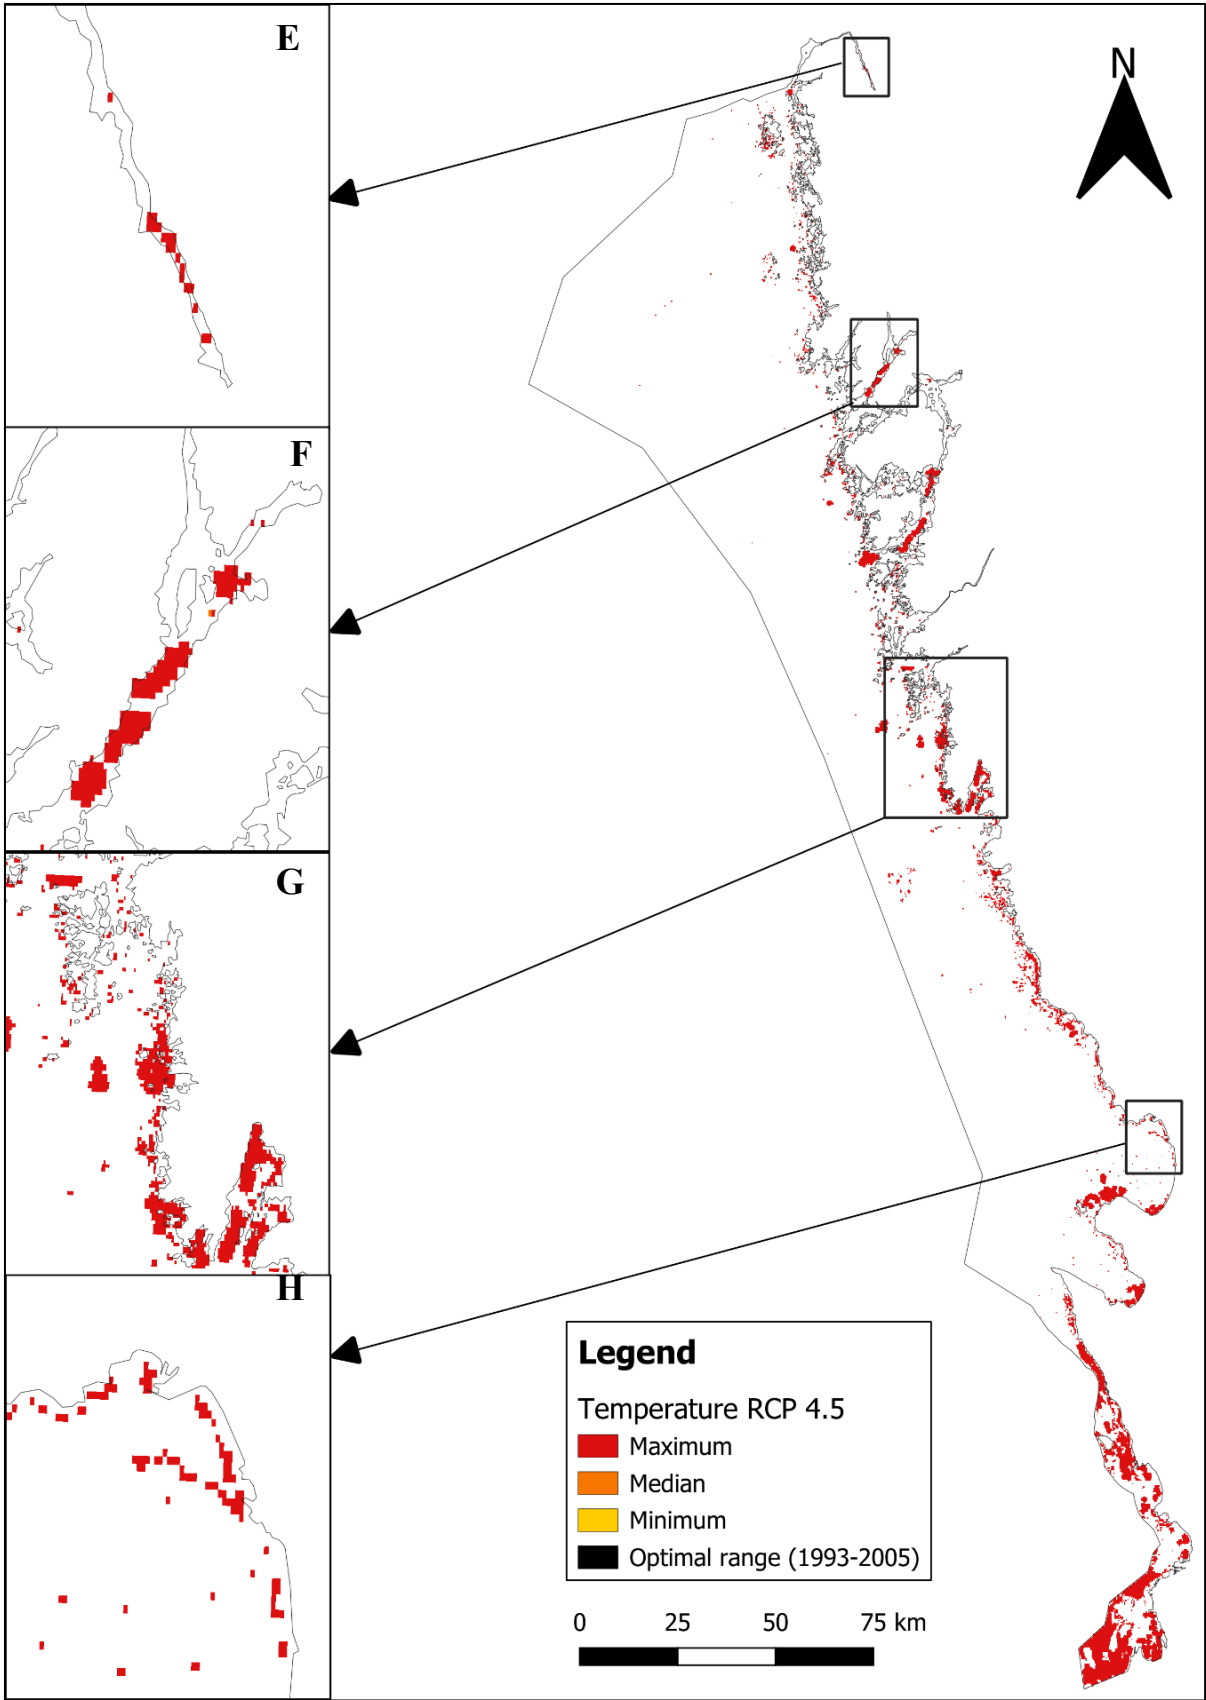 E
N
F
G
H
Legend
Temperature RCP 4.5
Maximum
Median
Minimum
Optimal range (1993-2005)
0 25 50 75 km